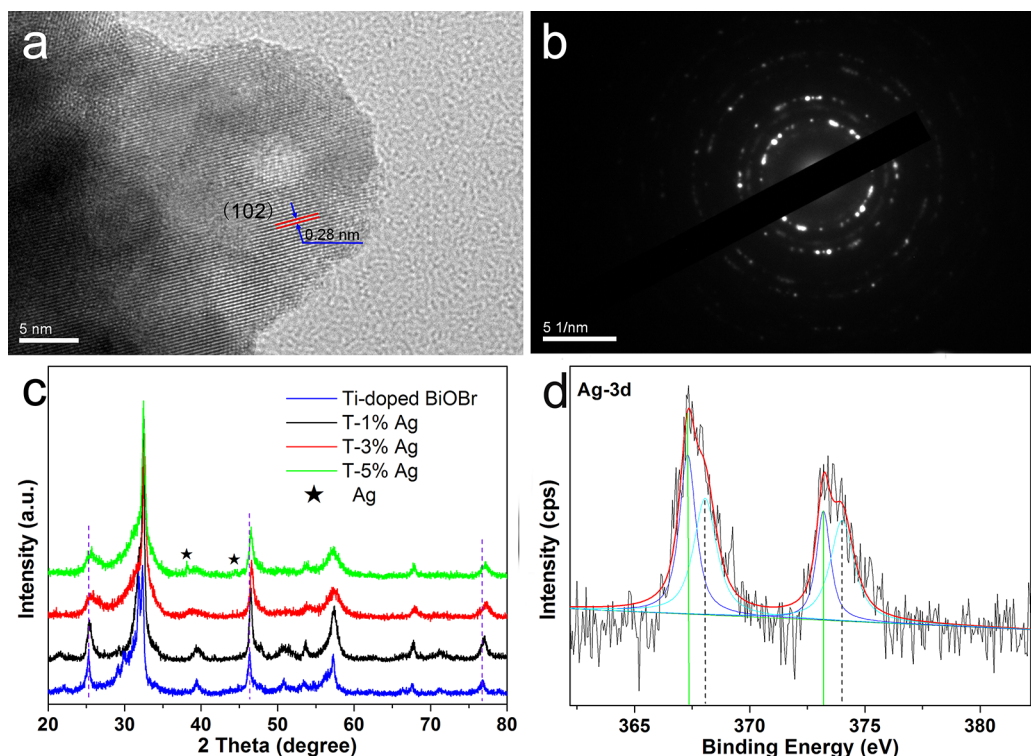 a
(102)
0.28 nm
5 nm
b
5 1/nm
c
Ti-doped BiOBr
T-1% Ag
T-3% Ag
T-5% Ag
★ Ag
Intensity (a.u.)
20 30 40 50 60 70 80
2 Theta (degree)
d
Ag-3d
Intensity (cps)
365 370 375 380
Binding Energy (eV)